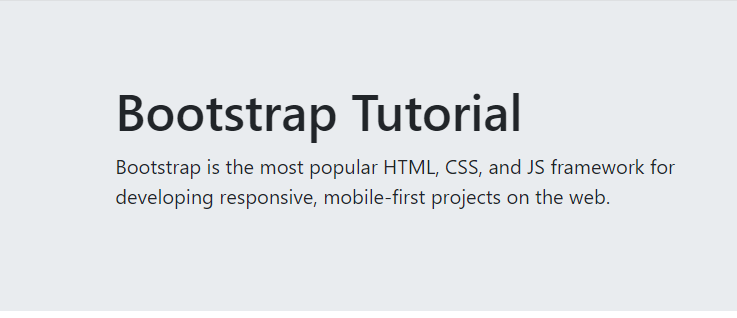 Bootstrap Tutorial
Bootstrap is the most popular HTML, CSS, and JS framework for
developing responsive, mobile-first projects on the web.